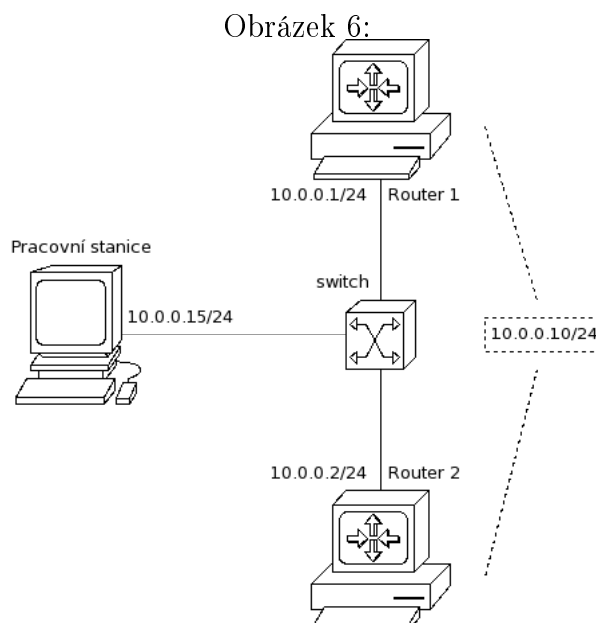 Obrázek 6:
10.0.0.1/24 Router 1
Pracovní stanice
switch
10.0.0.15/24
10.0.0.10/24
10.0.0.2/24 Router 2